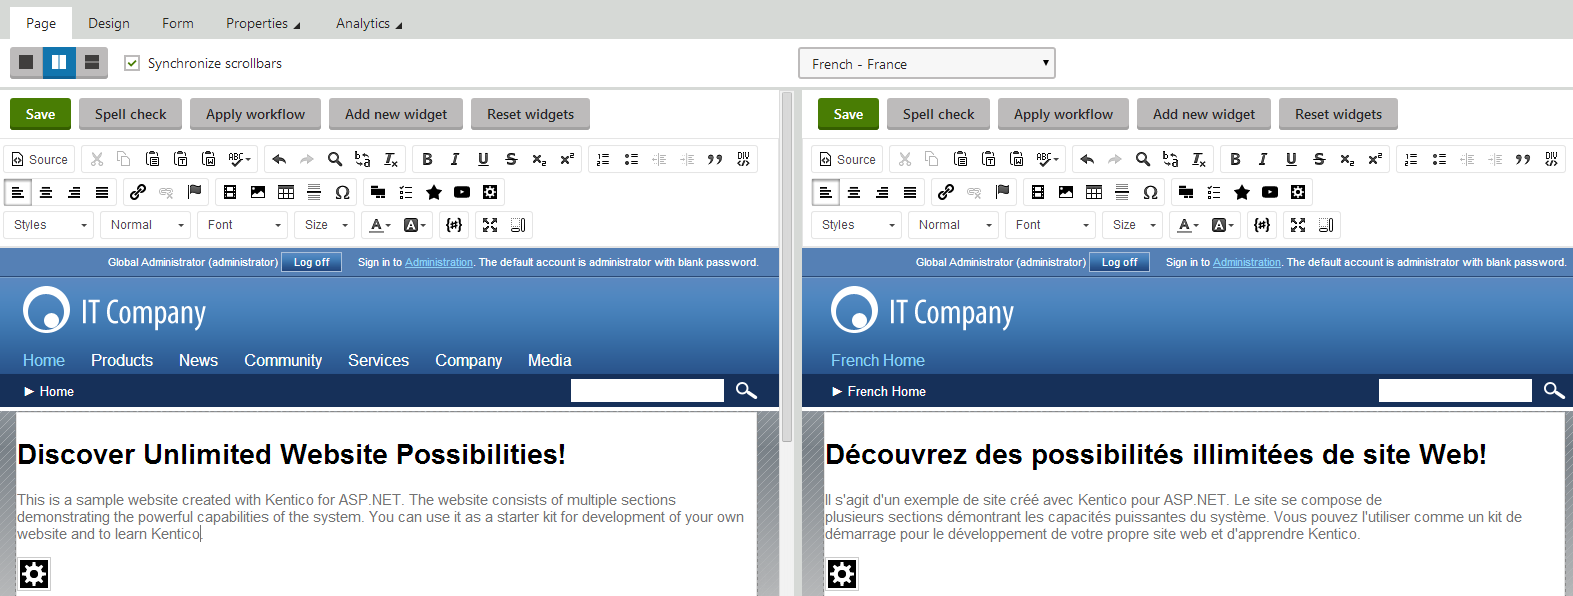 Page Design Form Properties Analytics
Synchronize scrollbars French - France
Save Spell check Apply workflow Add new widget Reset widgets
Source ABC B I U S x₂ x² DIV
Styles Normal Font Size A A {#}
Global Administrator (administrator) Log off Sign in to Administration. The default account is administrator with blank password.
IT Company
Home Products News Community Services Company Media
Home
Discover Unlimited Website Possibilities!
This is a sample website created with Kentico for ASP.NET. The website consists of multiple sections
demonstrating the powerful capabilities of the system. You can use it as a starter kit for development of your own
website and to learn Kentico
Save Spell check Apply workflow Add new widget Reset widgets
Source ABC B I U S x₂ x² DIV
Styles Normal Font Size A A {#}
Global Administrator (administrator) Log off Sign in to Administration. The default account is administrator with blank password.
IT Company
French Home
French Home
Découvrez des possibilités illimitées de site Web!
Il s'agit d'un exemple de site créé avec Kentico pour ASP.NET. Le site se compose de
plusieurs sections démontrant les capacités puissantes du système. Vous pouvez l'utiliser comme un kit de
démarrage pour le développement de votre propre site web et d'apprendre Kentico.